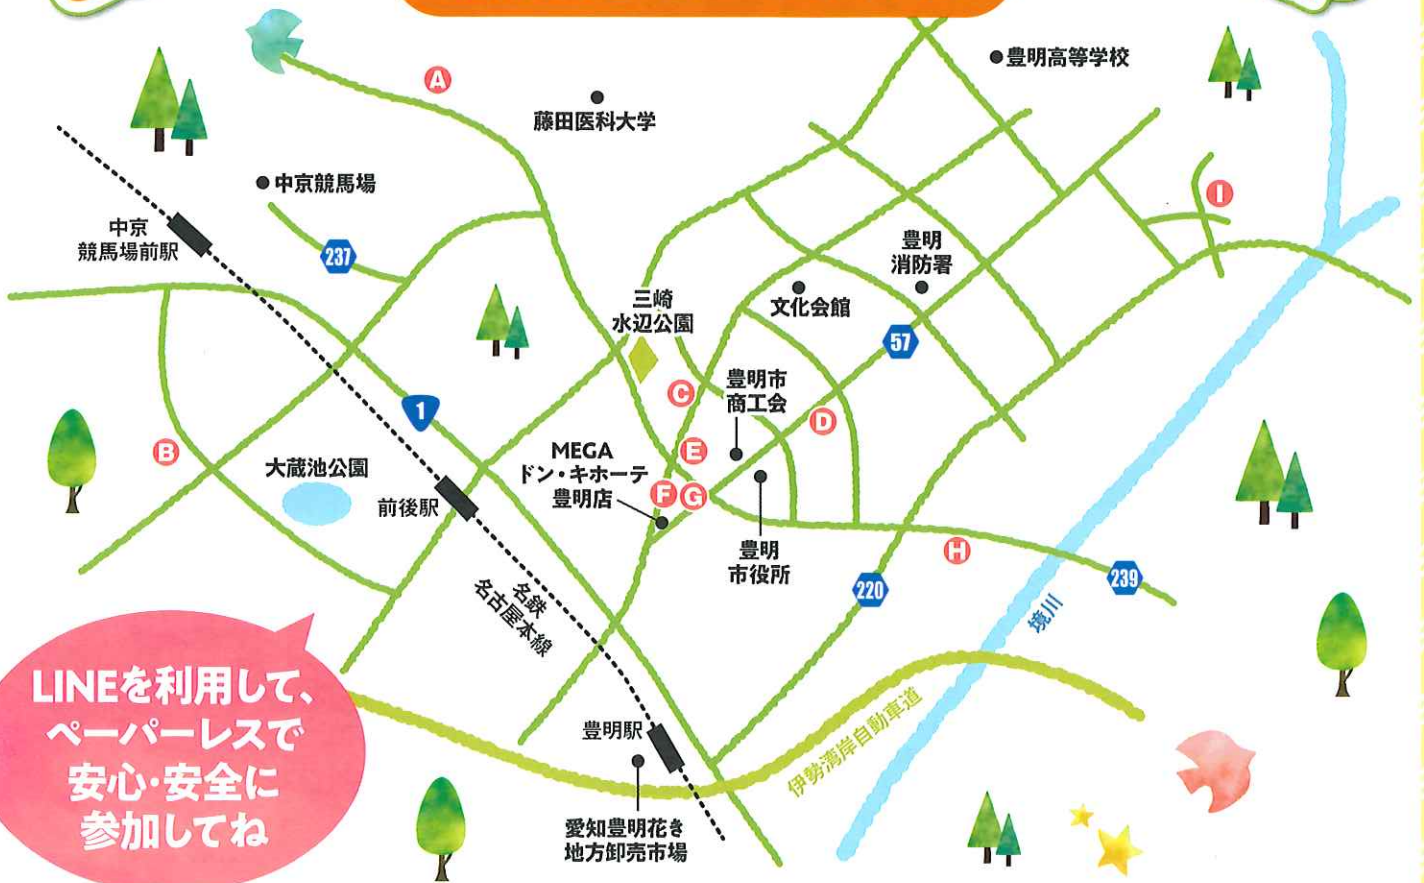 豊明高等学校
A
藤田医科大学
中京競馬場
I
中京
競馬場前駅
237
豊明
消防署
三崎
水辺公園
文化会館
57
C
豊明市
商工会
1
D
B
E
MEGA
ドン・キホーテ
豊明店
大蔵池公園
前後駅
F
G
豊明
市役所
H
239
220
名鉄
名古屋本線
境川
LINEを利用して、
ペーパーレスで
安心・安全に
参加してね
豊明駅
伊勢湾岸自動車道
愛知豊明花き
地方卸売市場